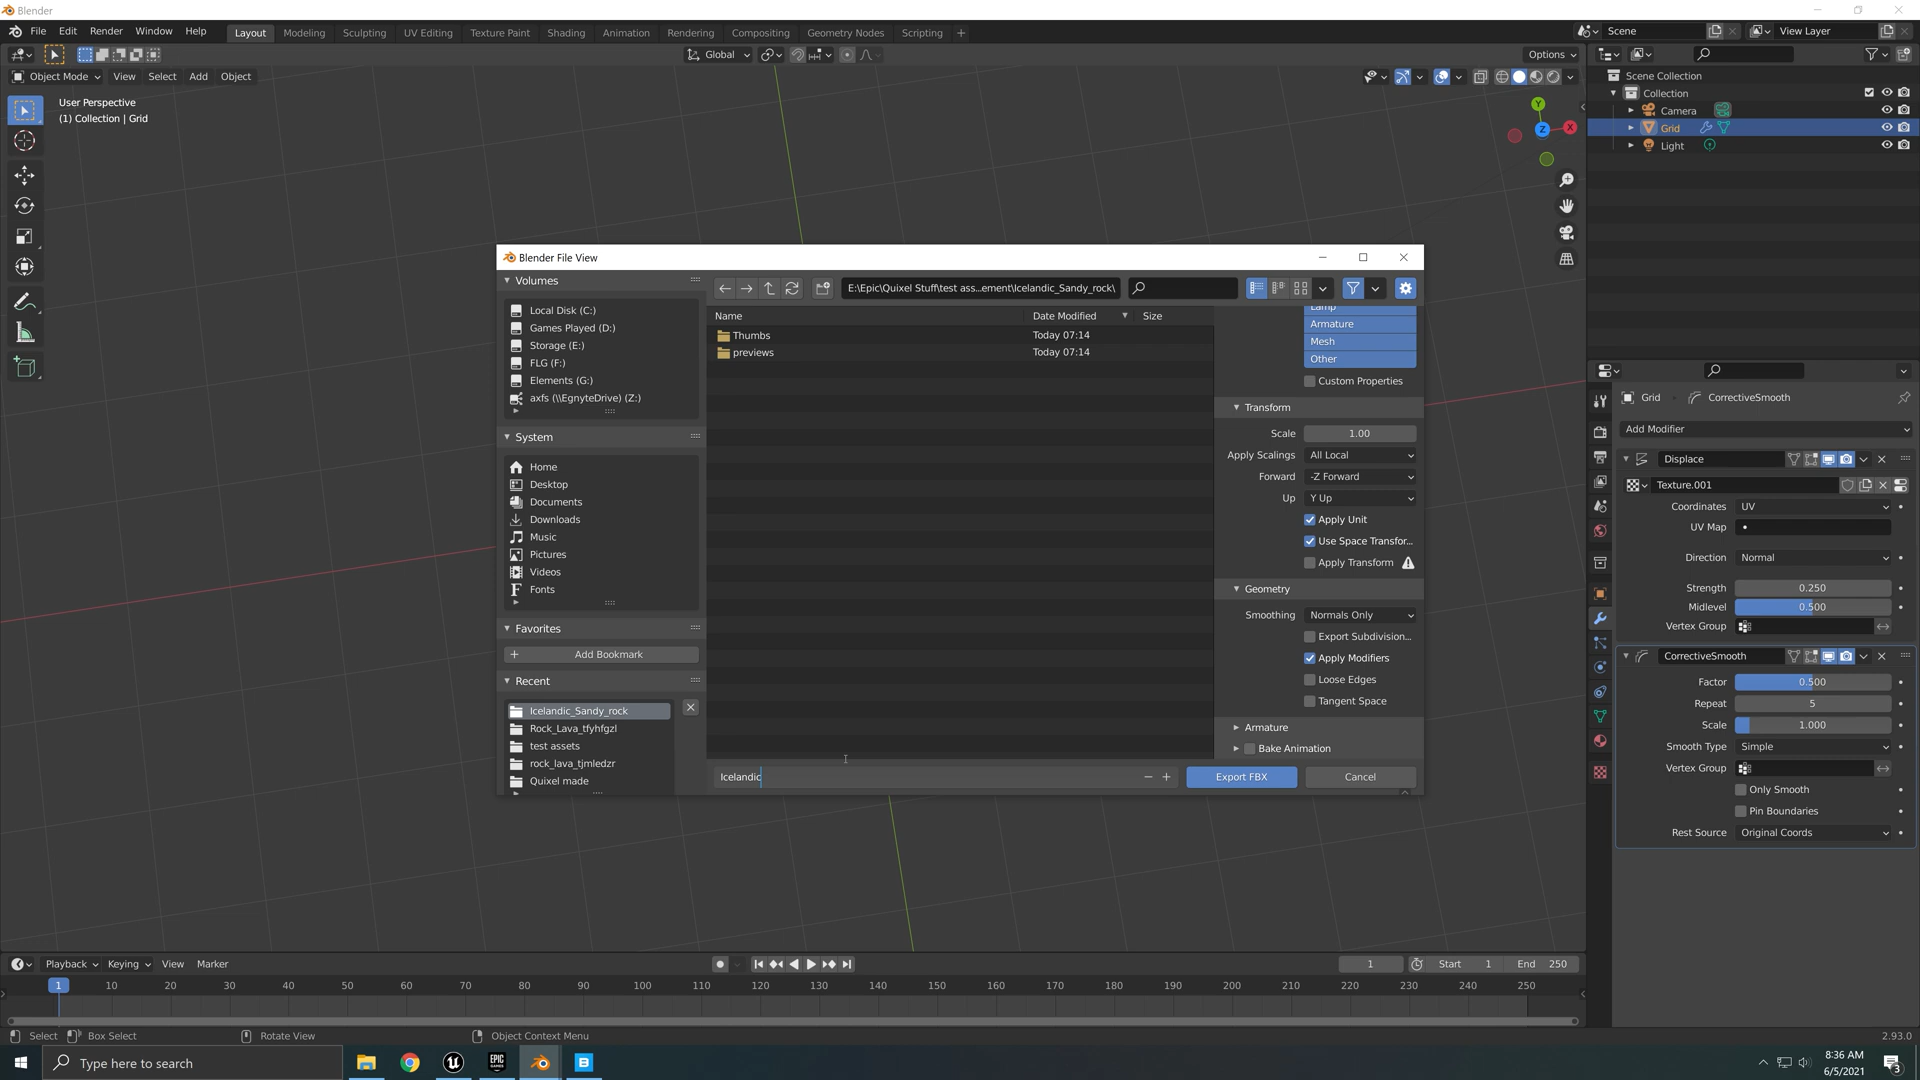 Blender
File Edit Render Window Help Layout Modeling Sculpting UV Editing Texture Paint Shading Animation Rendering Compositing Geometry Nodes Scripting + Scene View Layer
Global Options
Object Mode View Select Add Object
User Perspective
(1) Collection | Grid
Y
Z X
Scene Collection
Collection
Camera
Grid
Light
Blender File View
Volumes
Local Disk (C:)
Games Played (D:)
Storage (E:)
FLG (F:)
Elements (G:)
axfs (\\EgnyteDrive) (Z:)
System
Home
Desktop
Documents
Downloads
Music
Pictures
Videos
Fonts
Favorites
Add Bookmark
Recent
Icelandic_Sandy_rock
Rock_Lava_tfyhfgzl
test assets
rock_lava_tjmledzr
Quixel made
E:\Epic\Quixel Stuff\test ass...ement\Icelandic_Sandy_rock\
Name Date Modified Size
Thumbs Today 07:14
previews Today 07:14
Icelandic
Export FBX Cancel
Lamp
Armature
Mesh
Other
Custom Properties
Transform
Scale 1.00
Apply Scalings All Local
Forward -Z Forward
Up Y Up
Apply Unit
Use Space Transfor...
Apply Transform
Geometry
Smoothing Normals Only
Export Subdivision...
Apply Modifiers
Loose Edges
Tangent Space
Armature
Bake Animation
Grid CorrectiveSmooth
Add Modifier
Displace
Texture.001
Coordinates UV
UV Map
Direction Normal
Strength 0.250
Midlevel 0.500
Vertex Group
CorrectiveSmooth
Factor 0.500
Repeat 5
Scale 1.000
Smooth Type Simple
Vertex Group
Only Smooth
Pin Boundaries
Rest Source Original Coords
Playback Keying View Marker 1 Start 1 End 250
1 10 20 30 40 50 60 70 80 90 100 110 120 130 140 150 160 170 180 190 200 210 220 230 240 250
Select Box Select Rotate View Object Context Menu 2.93.0
Type here to search
EPIC GAMES
8:36 AM
6/5/2021
3